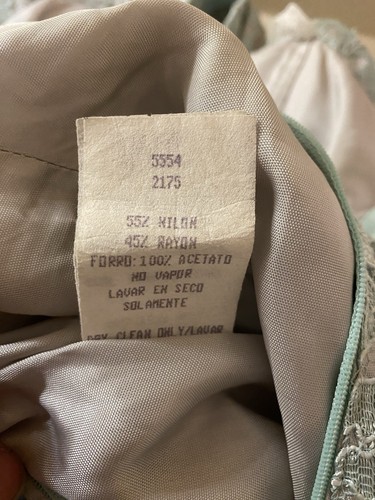 5554
2175
55% NILON
45% RAYON
FORRO:100% ACETATO
NO VAPOR
LAVAR EN SECO
SOLAMENTE
DRY CLEAN ONLY/LAVAR